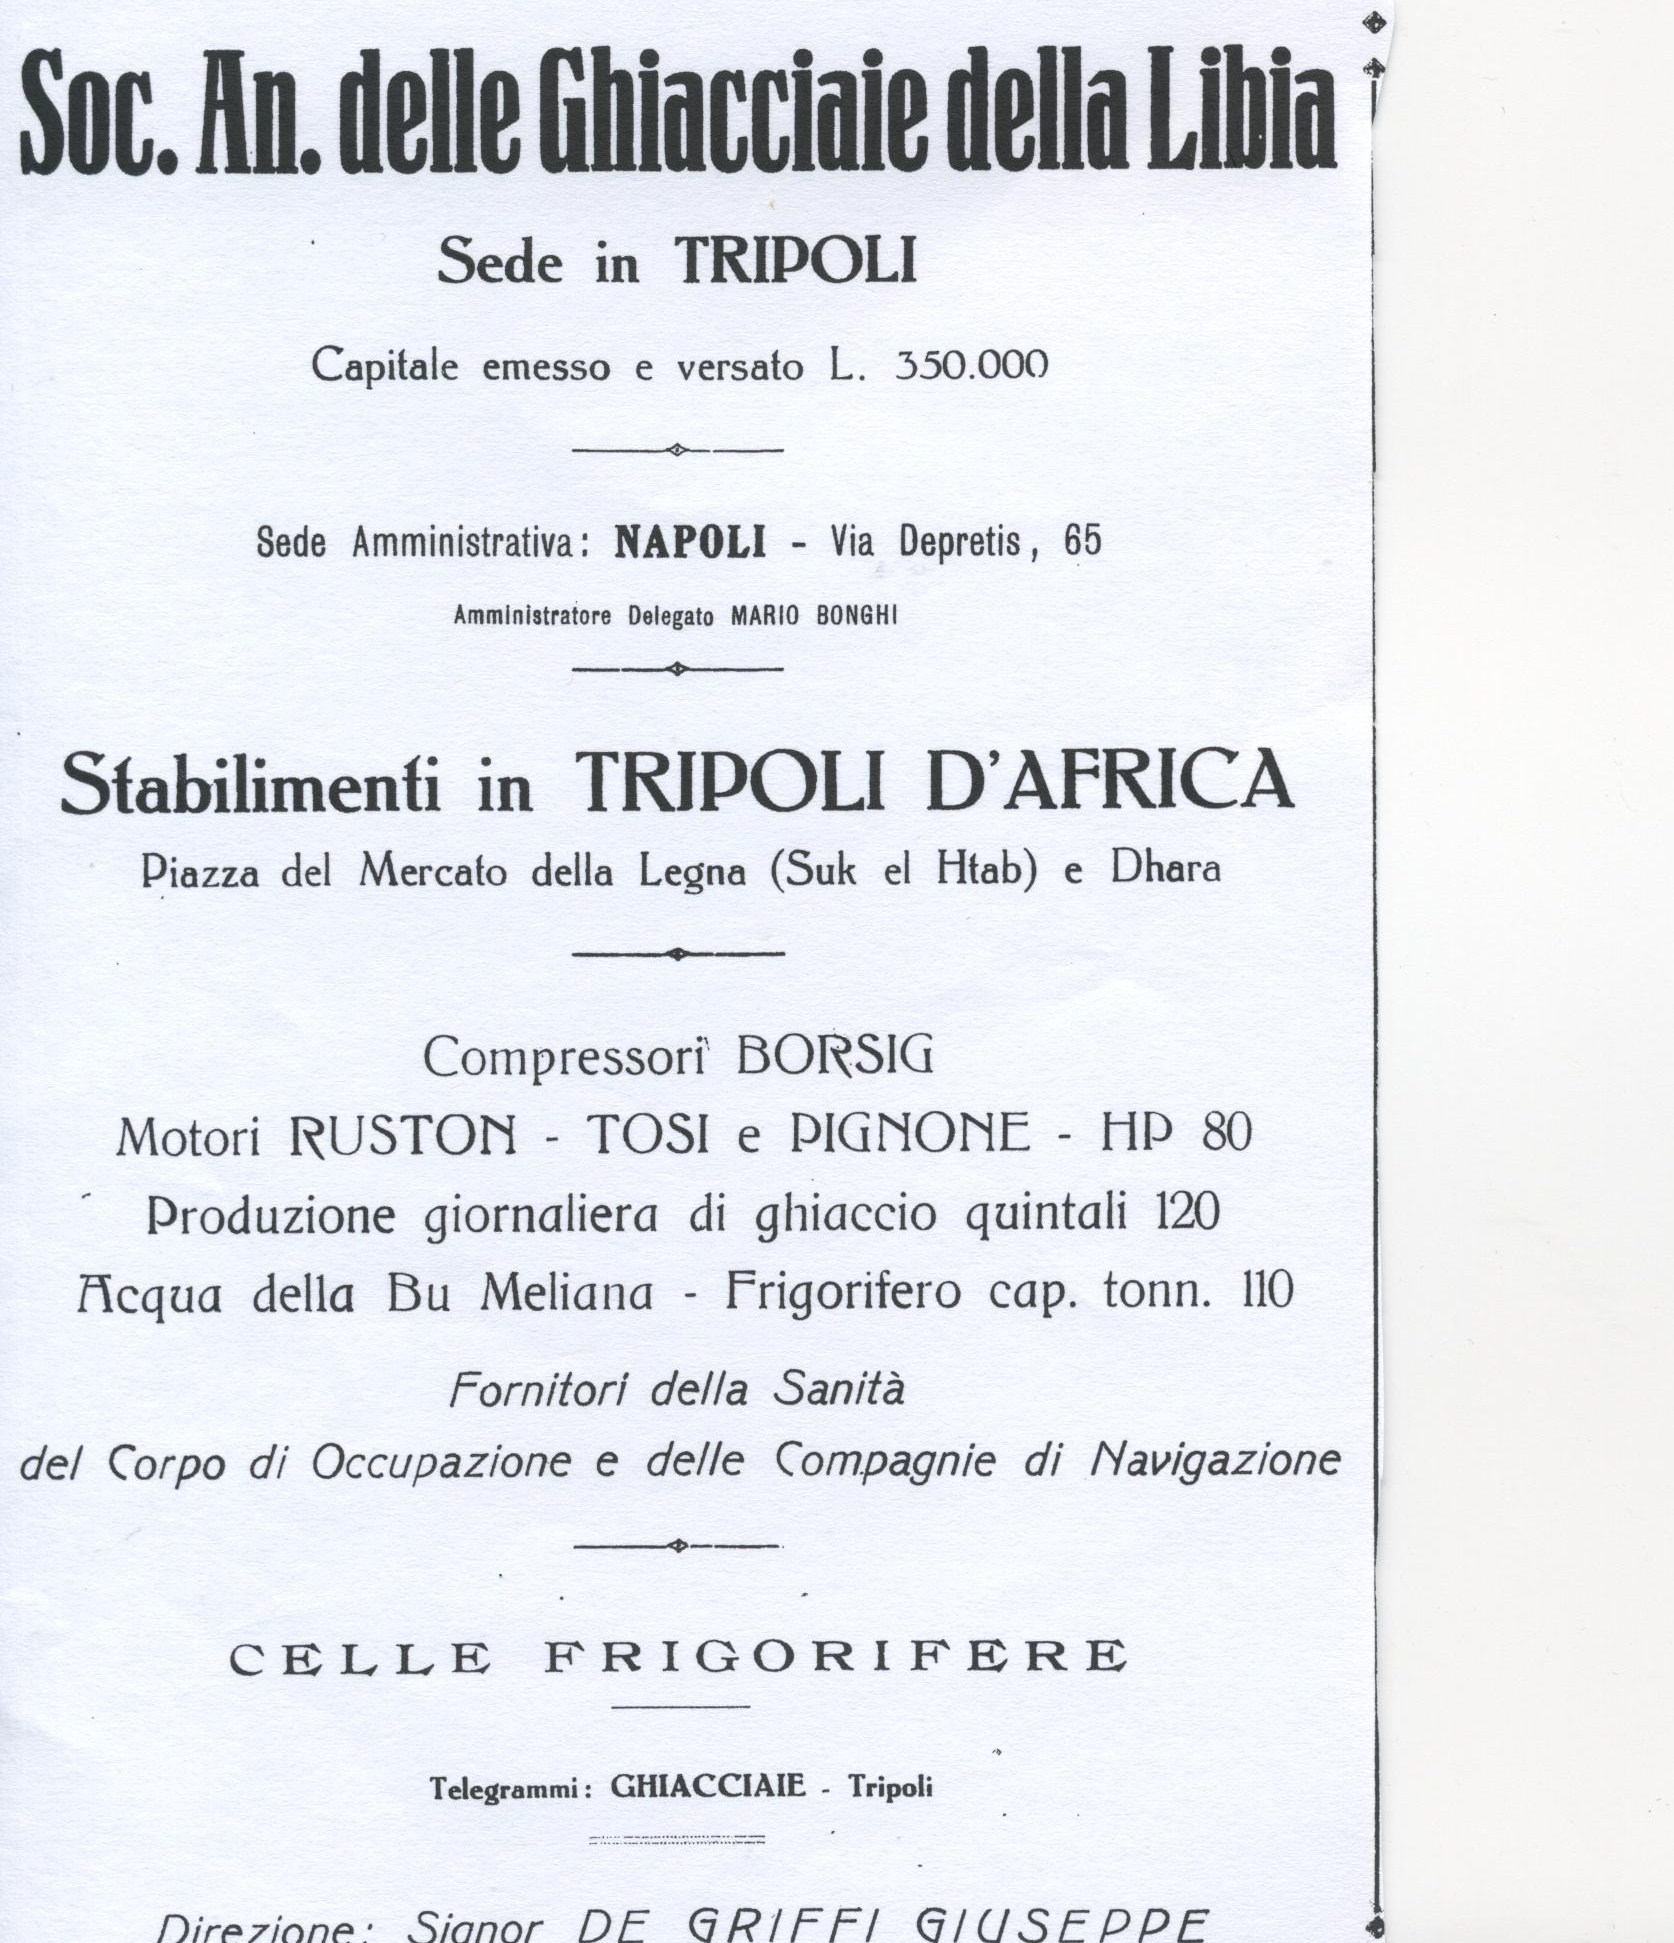 Soc. An. delle Ghiacciaie della Libia
Sede in TRIPOLI
Capitale emesso e versato L. 350.000
Sede Amministrativa: NAPOLI - Via Depretis, 65
Amministratore Delegato MARIO BONGHI
Stabilimenti in TRIPOLI D'AFRICA
Piazza del Mercato della Legna (Suk el Htab) e Dhara
Compressori BORSIG
Motori RUSTON - TOSI e PIGNONE - HP 80
Produzione giornaliera di ghiaccio quintali 120
Acqua della Bu Meliana - Frigorifero cap. tonn. 110
Fornitori della Sanità
del Corpo di Occupazione e delle Compagnie di Navigazione
CELLE FRIGORIFERE
Telegrammi: GHIACCIAIE - Tripoli
Direzione: Signor DE GRIFFI GIUSEPPE